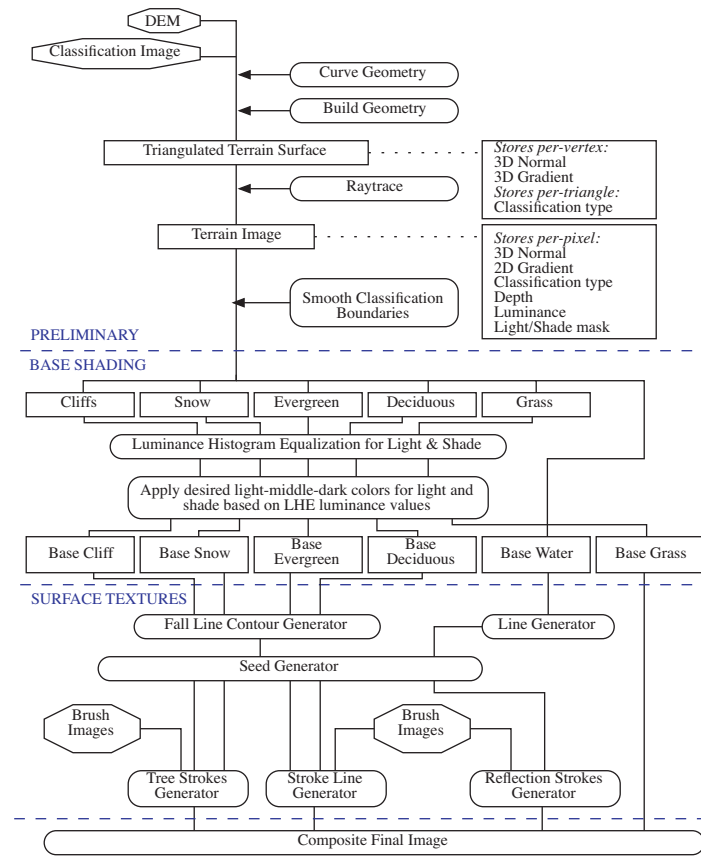 DEM
Classification Image
Curve Geometry
Build Geometry
Triangulated Terrain Surface
Stores per-vertex:
3D Normal
3D Gradient
Stores per-triangle:
Classification type
Raytrace
Terrain Image
Stores per-pixel:
3D Normal
2D Gradient
Classification type
Depth
Luminance
Light/Shade mask
Smooth Classification
Boundaries
PRELIMINARY
BASE SHADING
Cliffs
Snow
Evergreen
Deciduous
Grass
Luminance Histogram Equalization for Light & Shade
Apply desired light-middle-dark colors for light and
shade based on LHE luminance values
Base Cliff
Base Snow
Base
Evergreen
Base
Deciduous
Base Water
Base Grass
SURFACE TEXTURES
Fall Line Contour Generator
Line Generator
Seed Generator
Brush
Images
Brush
Images
Tree Strokes
Generator
Stroke Line
Generator
Reflection Strokes
Generator
Composite Final Image